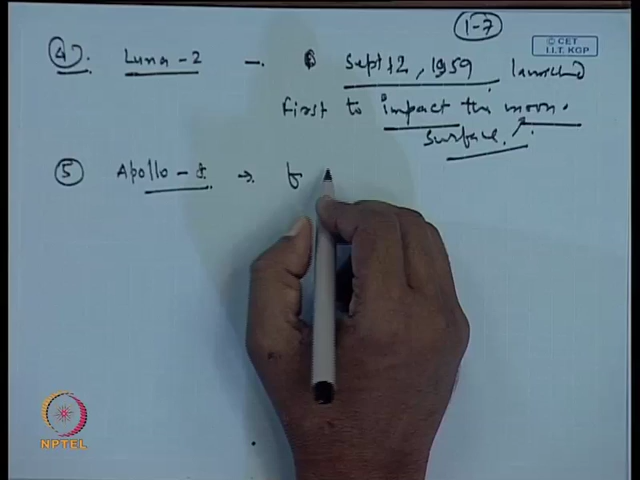 1-7
© CET
I.I.T. KGP
4. Luna-2 - Sept 12, 1959 launched
First to impact the moon.
surface.
5 Apollo-8 →
NPTEL